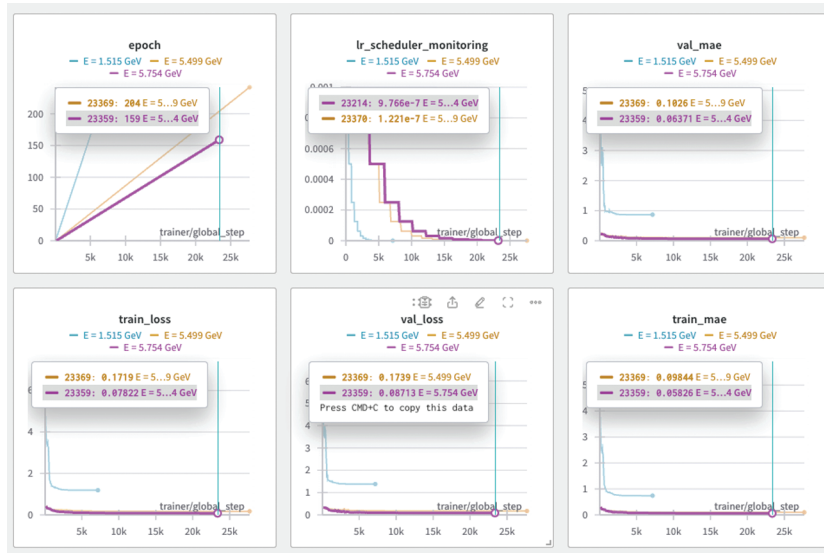 epoch
E = 1.515 GeV E = 5.499 GeV
E = 5.754 GeV
23369: 204 E = 5...9 GeV
23359: 159 E = 5...4 GeV
200
150
100
50
0
trainer/global_step
5k 10k 15k 20k 25k
lr_scheduler_monitoring
E = 1.515 GeV E = 5.499 GeV
E = 5.754 GeV
0.001
23214: 9.766e-7 E = 5...4 GeV
23370: 1.221e-7 E = 5...9 GeV
0.0006
0.0004
0.0002
0
trainer/global_step
0 5k 10k 15k 20k 25k
val_mae
E = 1.515 GeV E = 5.499 GeV
E = 5.754 GeV
5
23369: 0.1026 E = 5...9 GeV
23359: 0.06371 E = 5...4 GeV
3
2
1
0
trainer/global_step
5k 10k 15k 20k 25k
train_loss
E = 1.515 GeV E = 5.499 GeV
E = 5.754 GeV
6
23369: 0.1719 E = 5...9 GeV
23359: 0.07822 E = 5...4 GeV
4
2
0
trainer/global_step
5k 10k 15k 20k 25k
val_loss
E = 1.515 GeV E = 5.499 GeV
E = 5.754 GeV
6
23369: 0.1739 E = 5.499 GeV
23359: 0.08713 E = 5.754 GeV
Press CMD+C to copy this data
4
3
2
1
0
trainer/global_step
5k 10k 15k 20k 25k
train_mae
E = 1.515 GeV E = 5.499 GeV
E = 5.754 GeV
23369: 0.09844 E = 5...9 GeV
23359: 0.05826 E = 5...4 GeV
4
3
2
1
0
trainer/global_step
5k 10k 15k 20k 25k